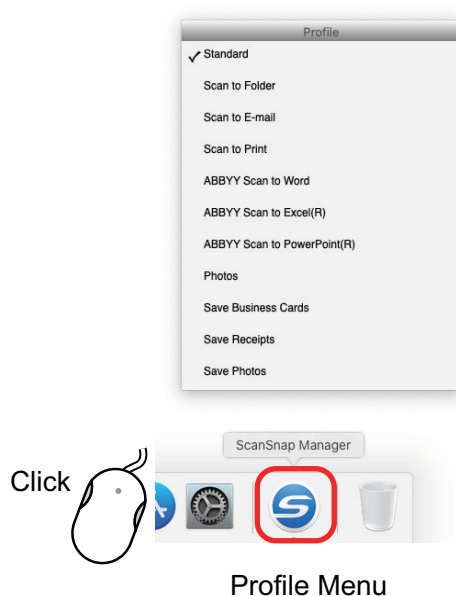 Profile
Standard
Scan to Folder
Scan to E-mail
Scan to Print
ABBYY Scan to Word
ABBYY Scan to Excel(R)
ABBYY Scan to PowerPoint(R)
Photos
Save Business Cards
Save Receipts
Save Photos
ScanSnap Manager
Click
S
Profile Menu